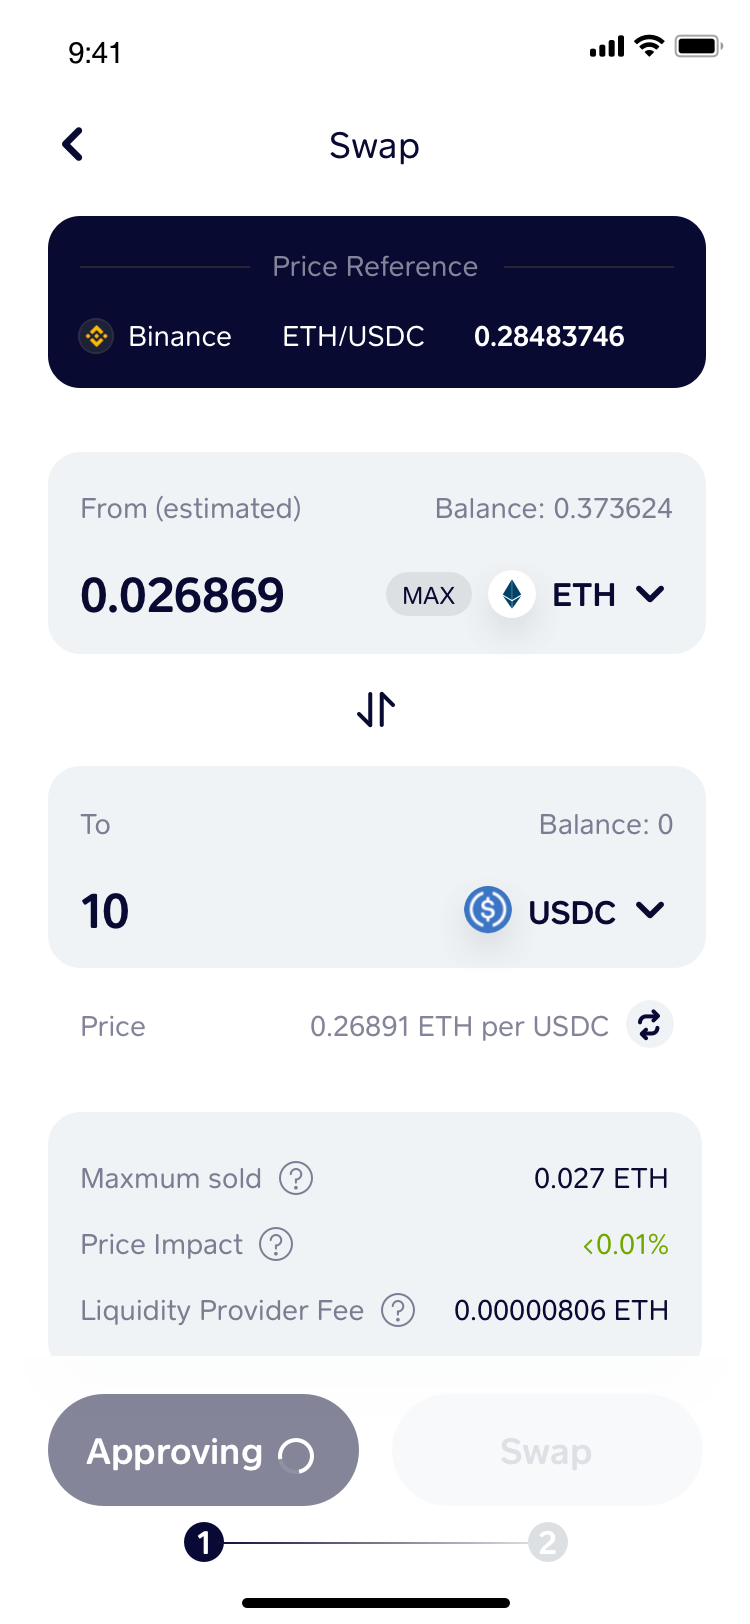 9:41
Swap
Price Reference
Binance ETH/USDC 0.28483746
From (estimated) Balance: 0.373624
0.026869 MAX ETH
To Balance: 0
10 USDC
Price 0.26891 ETH per USDC
Maxmum sold ? 0.027 ETH
Price Impact ? <0.01%
Liquidity Provider Fee ? 0.00000806 ETH
Approving Swap
1 2